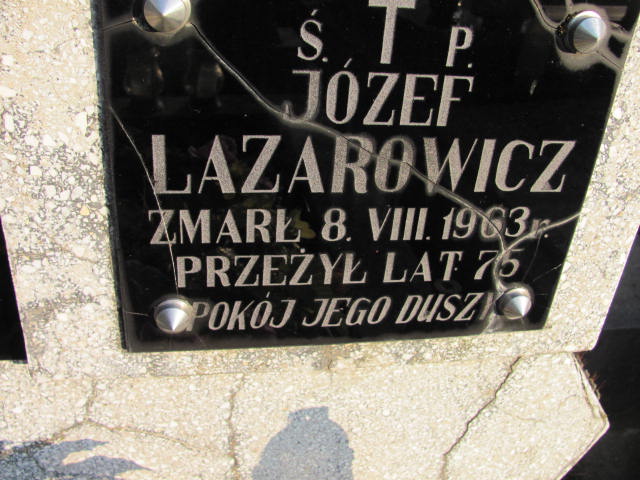 Ś. P.
JÓZEF
LAZAROWICZ
ZMARŁ 8. VIII. 1963 r.
PRZEŻYŁ LAT. 75
POKÓJ JEGO DUSZY